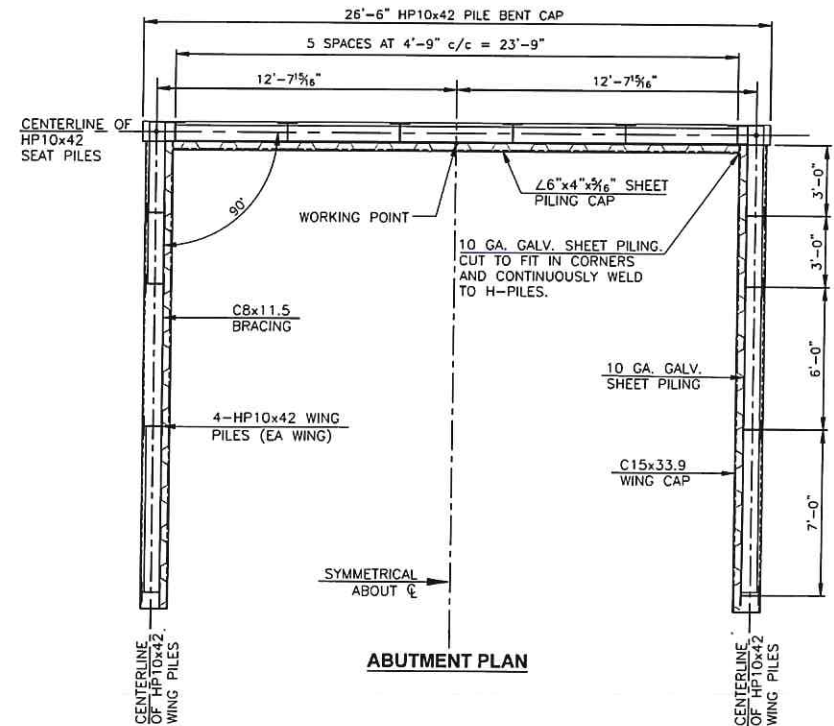 26'-6" HP10x42 PILE BENT CAP
5 SPACES AT 4'-9" c/c = 23'-9"
12'-7 15/16"
12'-7 15/16"
CENTERLINE OF
HP10x42
SEAT PILES
90°
WORKING POINT
∠6"x4"x5/16" SHEET
PILING CAP
3'-0"
10 GA. GALV. SHEET PILING.
CUT TO FIT IN CORNERS
AND CONTINUOUSLY WELD
TO H-PILES.
3'-0"
C8x11.5
BRACING
6'-0"
10 GA. GALV.
SHEET PILING
4-HP10x42 WING
PILES (EA WING)
C15x33.9
WING CAP
7'-0"
SYMMETRICAL
ABOUT ℄
CENTERLINE
OF HP10x42
WING PILES
ABUTMENT PLAN
CENTERLINE
OF HP10x42
WING PILES